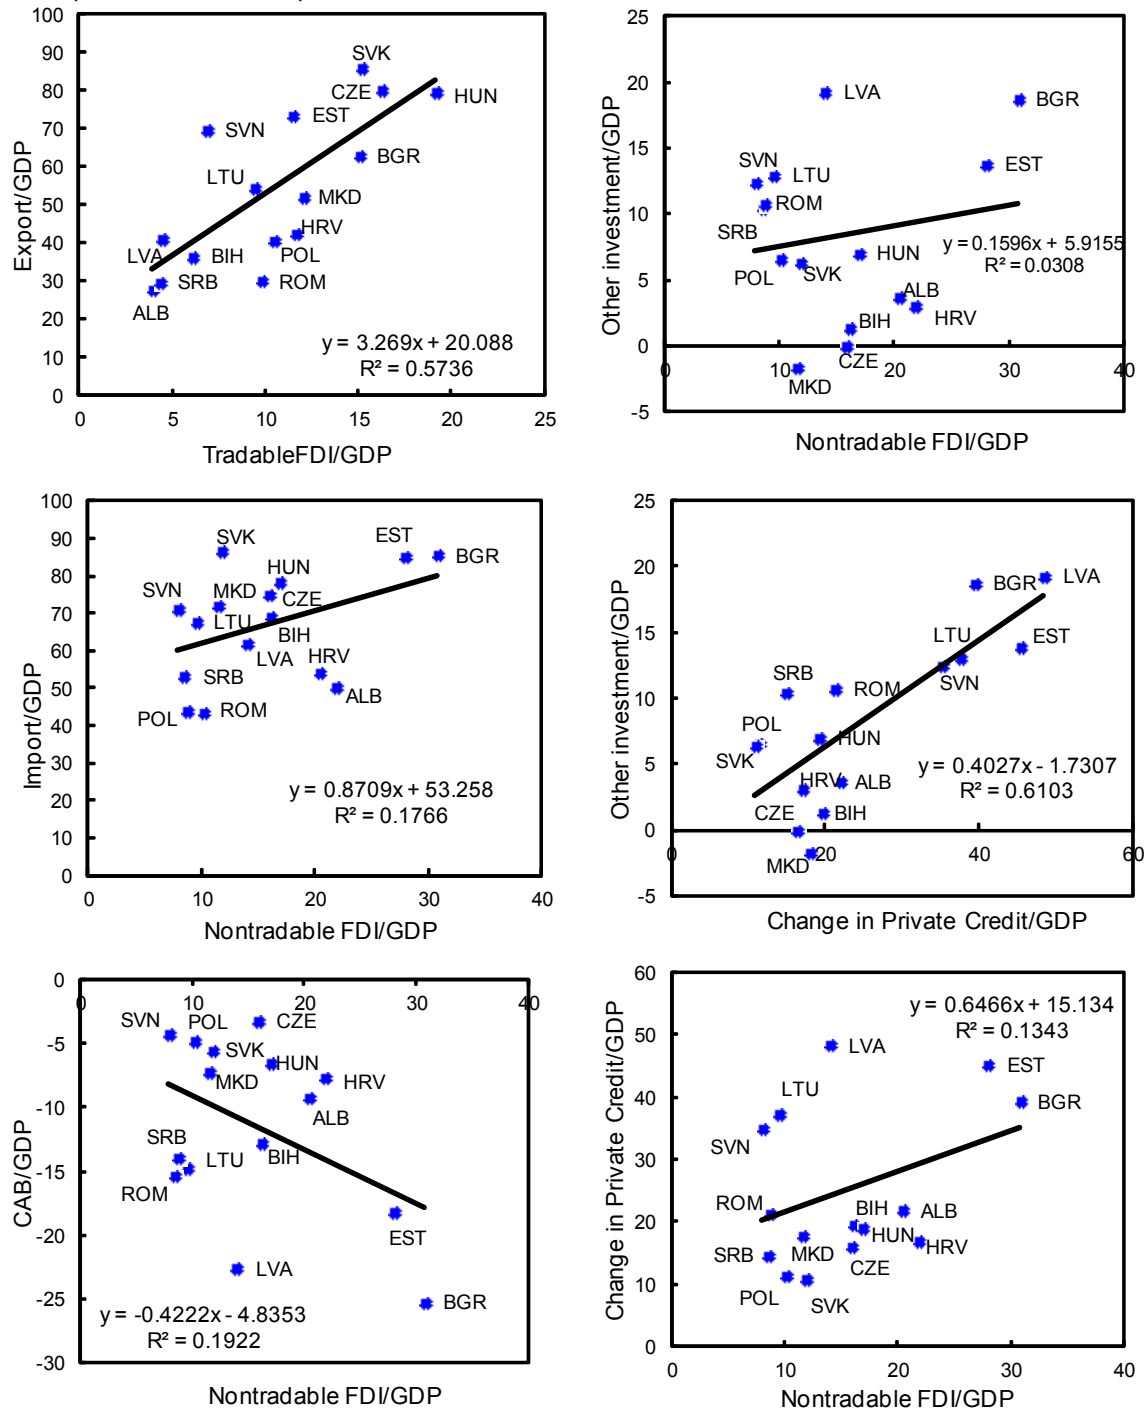 100
90
80
70
60
50
40
30
20
10
0
Export/GDP
SVK
CZE
HUN
EST
SVN
BGR
LTU
MKD
HRV
LVA
BIH
POL
SRB
ROM
ALB
y = 3.269x + 20.088
R² = 0.5736
0 5 10 15 20 25
TradableFDI/GDP
25
20
15
10
5
0
-5
Other investment/GDP
LVA
BGR
SVN
LTU
EST
ROM
SRB
y = 0.1596x + 5.9155
R² = 0.0308
HUN
POL
SVK
ALB
BIH
HRV
CZE
MKD
0 10 20 30 40
Nontradable FDI/GDP
100
90
80
70
60
50
40
30
20
10
0
Import/GDP
SVK
EST
BGR
HUN
SVN
MKD
CZE
LTU
BIH
LVA
HRV
SRB
ALB
POL
ROM
y = 0.8709x + 53.258
R² = 0.1766
0 10 20 30 40
Nontradable FDI/GDP
25
20
15
10
5
0
-5
Other investment/GDP
BGR
LVA
LTU
EST
SRB
SVN
ROM
POL
HUN
SVK
y = 0.4027x - 1.7307
R² = 0.6103
HRV
ALB
CZE
BIH
MKD
0 20 40 60
Change in Private Credit/GDP
0
-5
-10
-15
-20
-25
-30
CAB/GDP
0 10 20 30 40
SVN
POL
CZE
SVK
HUN
MKD
HRV
ALB
SRB
LTU
BIH
ROM
EST
LVA
BGR
y = -0.4222x - 4.8353
R² = 0.1922
Nontradable FDI/GDP
60
50
40
30
20
10
0
Change in Private Credit/GDP
y = 0.6466x + 15.134
R² = 0.1343
LVA
EST
LTU
BGR
SVN
ROM
BIH
ALB
SRB
MKD
HUN
HRV
CZE
POL
SVK
0 10 20 30 40
Nontradable FDI/GDP